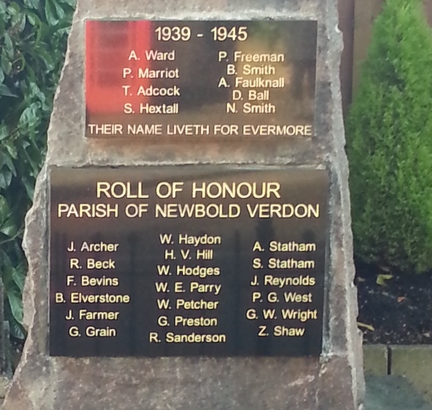 1939 - 1945
A. Ward
P. Marriot
T. Adcock
S. Hextall
P. Freeman
B. Smith
A. Faulknall
D. Ball
N. Smith
THEIR NAME LIVETH FOR EVERMORE
ROLL OF HONOUR
PARISH OF NEWBOLD VERDON
J. Archer
R. Beck
F. Bevins
B. Elverstone
J. Farmer
G. Grain
W. Haydon
H. V. Hill
W. Hodges
W. E. Parry
W. Petcher
G. Preston
R. Sanderson
A. Statham
S. Statham
J. Reynolds
P. G. West
G. W. Wright
Z. Shaw